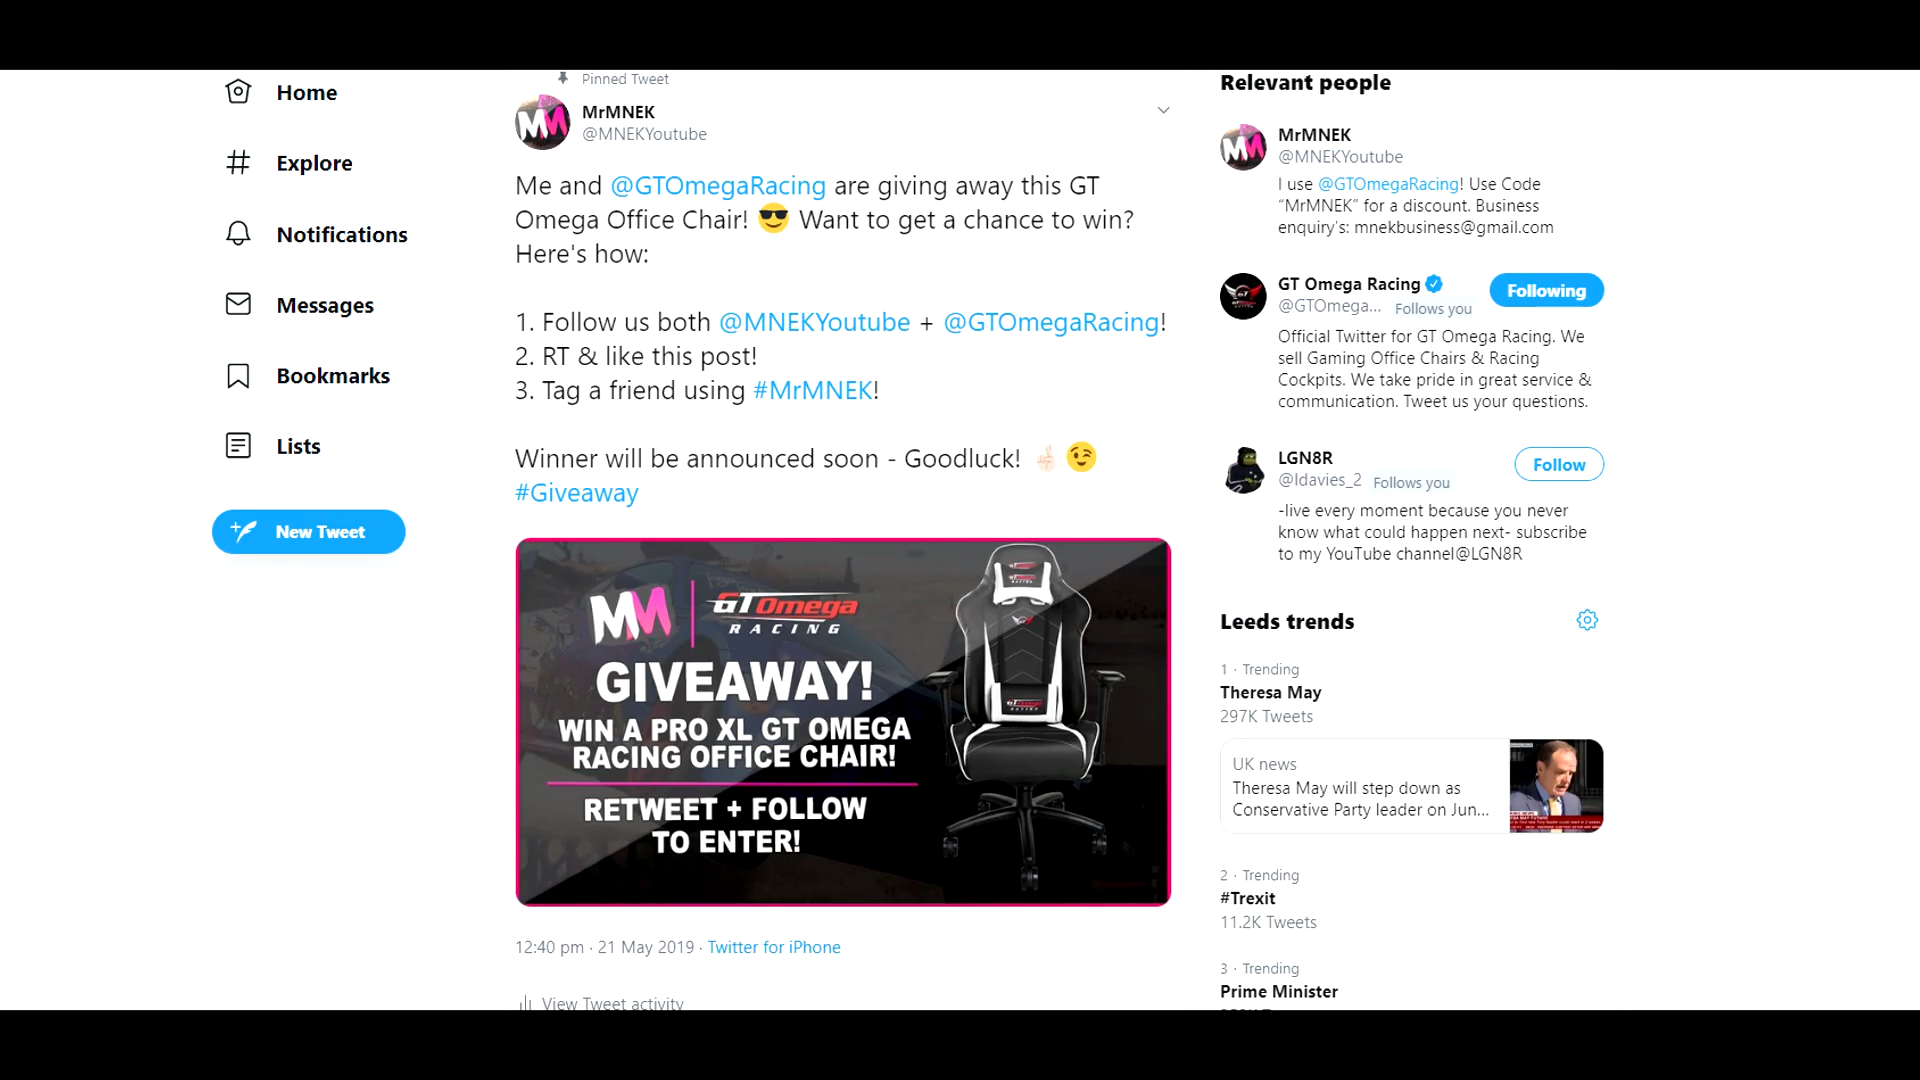 Home
Explore
Notifications
Messages
Bookmarks
Lists
New Tweet
Pinned Tweet
MrMNEK
@MNEKYoutube
Me and @GTOmegaRacing are giving away this GT
Omega Office Chair! 😎 Want to get a chance to win?
Here's how:
1. Follow us both @MNEKYoutube + @GTOmegaRacing!
2. RT & like this post!
3. Tag a friend using #MrMNEK!
Winner will be announced soon - Goodluck! 🤞🏻😉
#Giveaway
MM
GT Omega
RACING
GIVEAWAY!
WIN A PRO XL GT OMEGA
RACING OFFICE CHAIR!
RETWEET + FOLLOW
TO ENTER!
12:40 pm · 21 May 2019 · Twitter for iPhone
View Tweet activity
Relevant people
MrMNEK
@MNEKYoutube
I use @GTOmegaRacing! Use Code
“MrMNEK” for a discount. Business
enquiry's: mnekbusiness@gmail.com
GT Omega Racing
Following
@GTOmega... Follows you
Official Twitter for GT Omega Racing. We
sell Gaming Office Chairs & Racing
Cockpits. We take pride in great service &
communication. Tweet us your questions.
LGN8R
Follow
@ldavies_2 Follows you
-live every moment because you never
know what could happen next- subscribe
to my YouTube channel@LGN8R
Leeds trends
1 · Trending
Theresa May
297K Tweets
UK news
Theresa May will step down as
Conservative Party leader on Jun...
2 · Trending
#Trexit
11.2K Tweets
3 · Trending
Prime Minister